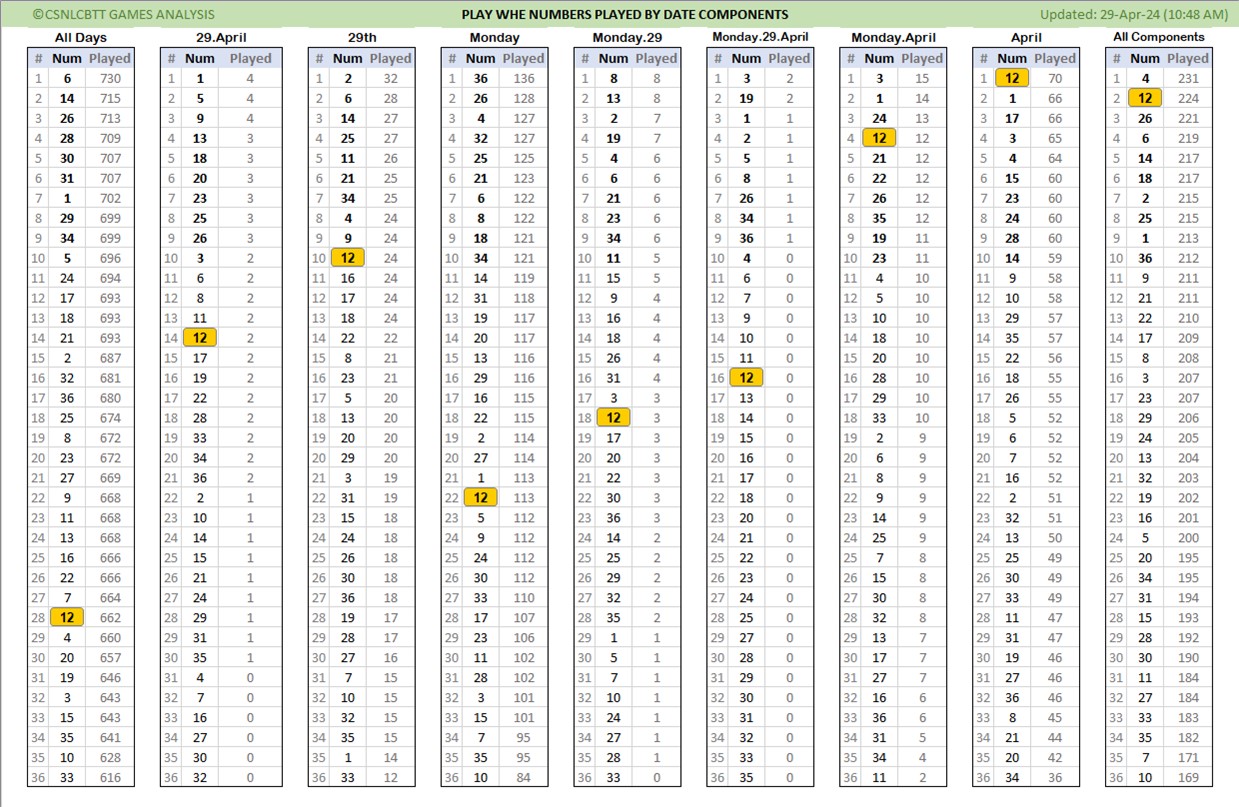 ©CSNLCBTT GAMES ANALYSIS PLAY WHE NUMBERS PLAYED BY DATE COMPONENTS Updated: 29-Apr-24 (10:48 AM)
All Days 29.April 29th Monday Monday.29 Monday.29.April Monday.April April All Components
# Num Played # Num Played # Num Played # Num Played # Num Played # Num Played # Num Played # Num Played # Num Played
1 6 730 1 1 4 1 2 32 1 36 136 1 8 8 1 3 2 1 3 15 1 12 70 1 4 231
2 14 715 2 5 4 2 6 28 2 26 128 2 13 8 2 19 2 2 1 14 2 1 66 2 12 224
3 26 713 3 9 4 3 14 27 3 4 127 3 2 7 3 1 1 3 24 13 3 17 66 3 26 221
4 28 709 4 13 3 4 25 27 4 32 127 4 19 7 4 2 1 4 12 12 4 3 65 4 6 219
5 30 707 5 18 3 5 11 26 5 25 125 5 4 6 5 5 1 5 21 12 5 4 64 5 14 217
6 31 707 6 20 3 6 21 25 6 21 123 6 6 6 6 8 1 6 22 12 6 15 60 6 18 217
7 1 702 7 23 3 7 34 25 7 6 122 7 21 6 7 26 1 7 26 12 7 23 60 7 2 215
8 29 699 8 25 3 8 4 24 8 8 122 8 23 6 8 34 1 8 35 12 8 24 60 8 25 215
9 34 699 9 26 3 9 9 24 9 18 121 9 34 6 9 36 1 9 19 11 9 28 60 9 1 213
10 5 696 10 3 2 10 12 24 10 34 121 10 11 5 10 4 0 10 23 11 10 14 59 10 36 212
11 24 694 11 6 2 11 16 24 11 14 119 11 15 5 11 6 0 11 4 10 11 9 58 11 9 211
12 17 693 12 8 2 12 17 24 12 31 118 12 9 4 12 7 0 12 5 10 12 10 58 12 21 211
13 18 693 13 11 2 13 18 24 13 19 117 13 16 4 13 9 0 13 10 10 13 29 57 13 22 210
14 21 693 14 12 2 14 22 22 14 20 117 14 18 4 14 10 0 14 18 10 14 35 57 14 17 209
15 2 687 15 17 2 15 8 21 15 13 116 15 26 4 15 11 0 15 20 10 15 22 56 15 8 208
16 32 681 16 19 2 16 23 21 16 29 116 16 31 4 16 12 0 16 28 10 16 18 55 16 3 207
17 36 680 17 22 2 17 5 20 17 16 115 17 3 3 17 13 0 17 29 10 17 26 55 17 23 207
18 25 674 18 28 2 18 13 20 18 22 115 18 12 3 18 14 0 18 33 10 18 5 52 18 29 206
19 8 672 19 33 2 19 20 20 19 2 114 19 17 3 19 15 0 19 2 9 19 6 52 19 24 205
20 23 672 20 34 2 20 29 20 20 27 114 20 20 3 20 16 0 20 6 9 20 7 52 20 13 204
21 27 669 21 36 2 21 3 19 21 1 113 21 22 3 21 17 0 21 8 9 21 16 52 21 32 203
22 9 668 22 2 1 22 31 19 22 12 113 22 30 3 22 18 0 22 9 9 22 2 51 22 19 202
23 11 668 23 10 1 23 15 18 23 5 112 23 36 3 23 20 0 23 14 9 23 32 51 23 16 201
24 13 668 24 14 1 24 24 18 24 9 112 24 14 2 24 21 0 24 25 9 24 13 50 24 5 200
25 16 666 25 15 1 25 26 18 25 24 112 25 25 2 25 22 0 25 7 8 25 25 49 25 20 195
26 22 666 26 21 1 26 30 18 26 30 112 26 29 2 26 23 0 26 15 8 26 30 49 26 34 195
27 7 664 27 24 1 27 36 18 27 33 110 27 32 2 27 24 0 27 30 8 27 33 49 27 31 194
28 12 662 28 29 1 28 19 17 28 17 107 28 35 2 28 25 0 28 32 8 28 11 47 28 15 193
29 4 660 29 31 1 29 28 17 29 23 106 29 1 1 29 27 0 29 13 7 29 31 47 29 28 192
30 20 657 30 35 1 30 27 16 30 11 102 30 5 1 30 28 0 30 17 7 30 19 46 30 30 190
31 19 646 31 4 0 31 7 15 31 28 102 31 7 1 31 29 0 31 27 7 31 27 46 31 11 184
32 3 643 32 7 0 32 10 15 32 3 101 32 10 1 32 30 0 32 16 6 32 36 46 32 27 184
33 15 643 33 16 0 33 32 15 33 15 101 33 24 1 33 31 0 33 36 6 33 8 45 33 33 183
34 35 641 34 27 0 34 35 15 34 7 95 34 27 1 34 32 0 34 31 5 34 21 44 34 35 182
35 10 628 35 30 0 35 1 14 35 35 95 35 28 1 35 33 0 35 34 4 35 20 42 35 7 171
36 33 616 36 32 0 36 33 12 36 10 84 36 33 0 36 35 0 36 11 2 36 34 36 36 10 169